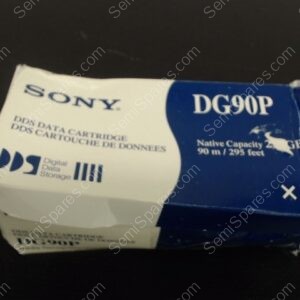 SONY
DG90P
DDS DATA CARTRIDGE
DDS CARTOUCHE DE DONNEES
Native Capacity
90 m / 295 feet
DDS Digital Data Storage
DG90P
SemiSpares.com